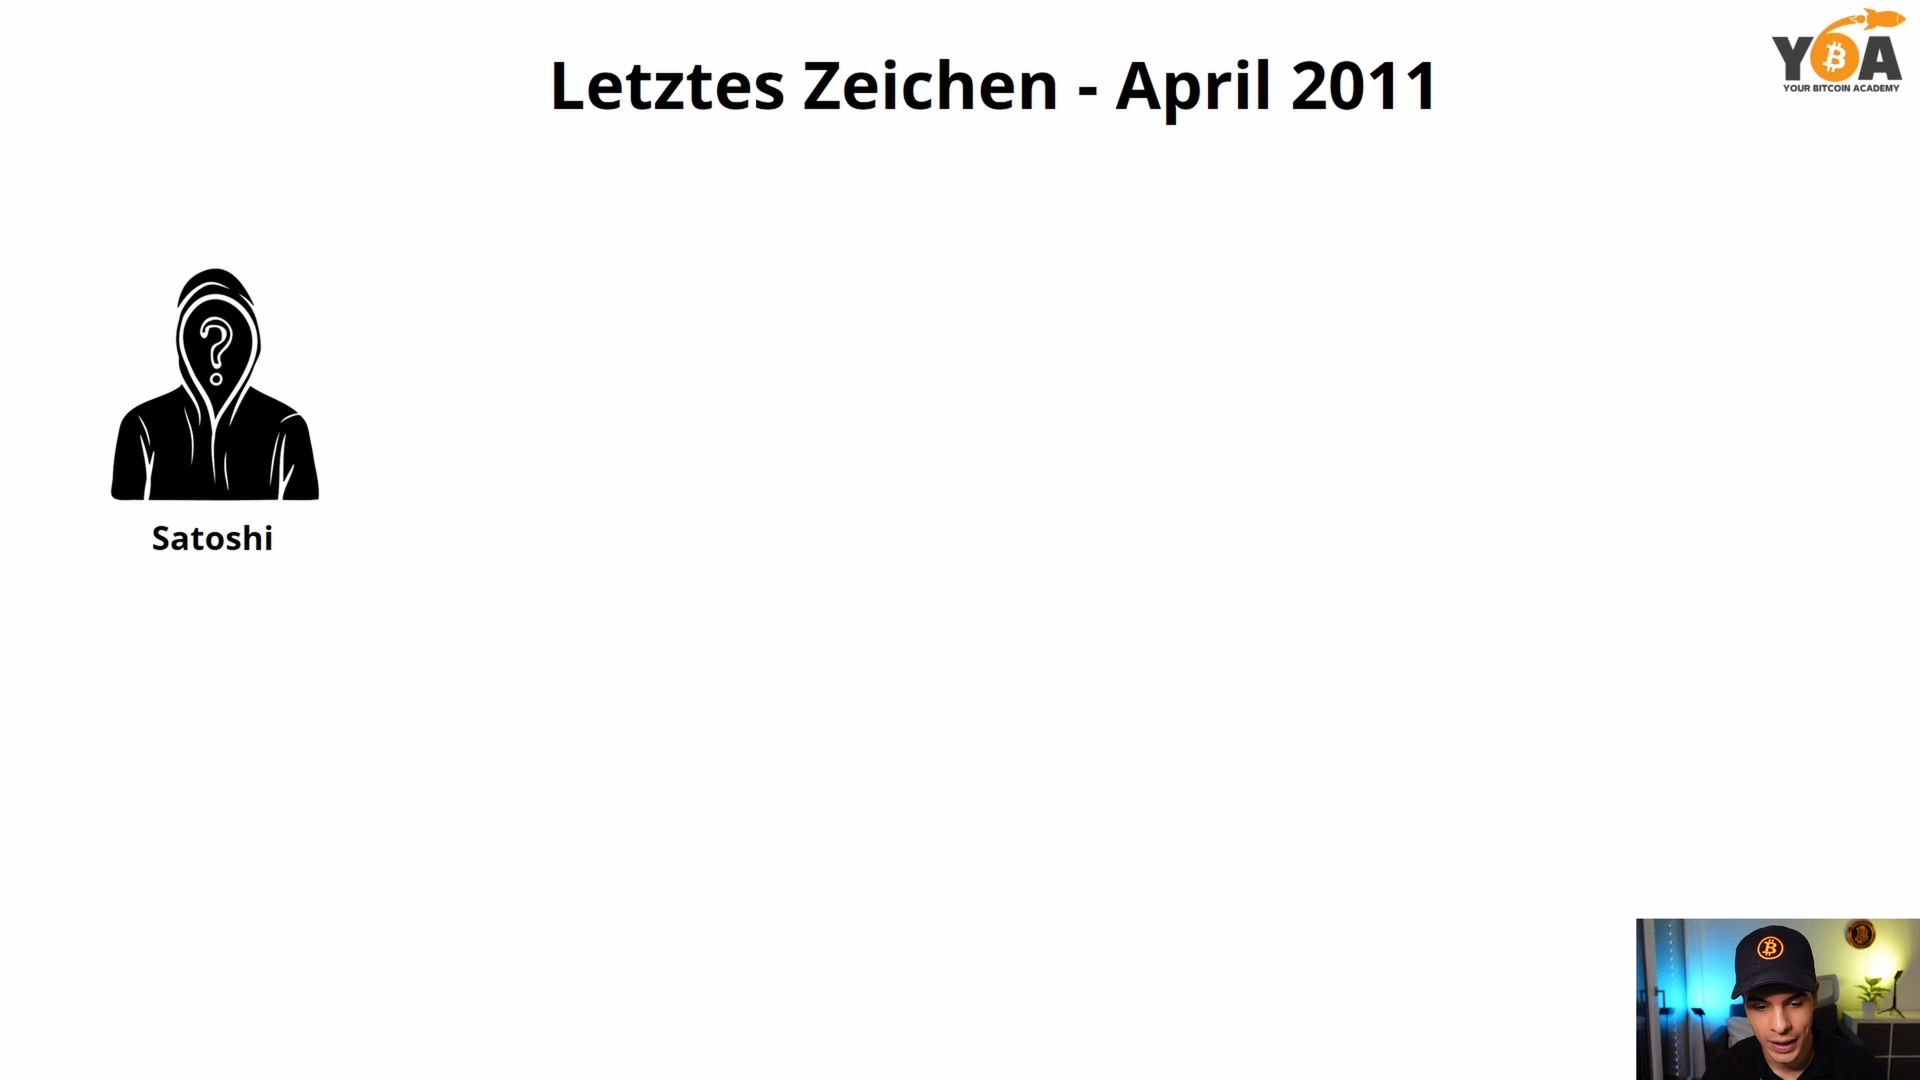 Letztes Zeichen - April 2011
YBA
YOUR BITCOIN ACADEMY
?
Satoshi